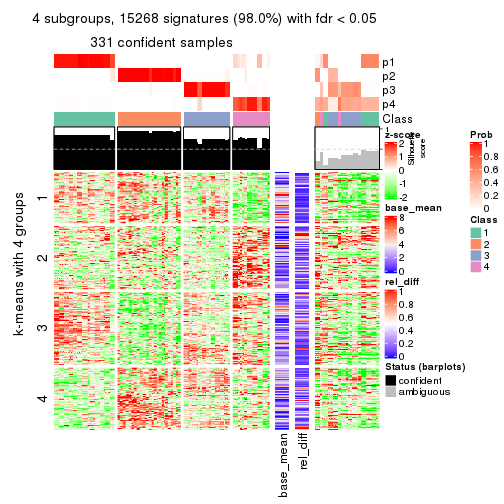 4 subgroups, 15268 signatures (98.0%) with fdr < 0.05
331 confident samples
p1
p2
p3
p4
Class
1
Silhouette
score
k-means with 4 groups
1
2
3
4
base_mean
rel_diff
z-score
2
1
0
-1
-2
base_mean
8
6
4
2
0
rel_diff
1
0.8
0.6
0.4
0.2
0
Status (barplots)
confident
ambiguous
Prob
1
0.8
0.6
0.4
0.2
0
Class
1
2
3
4